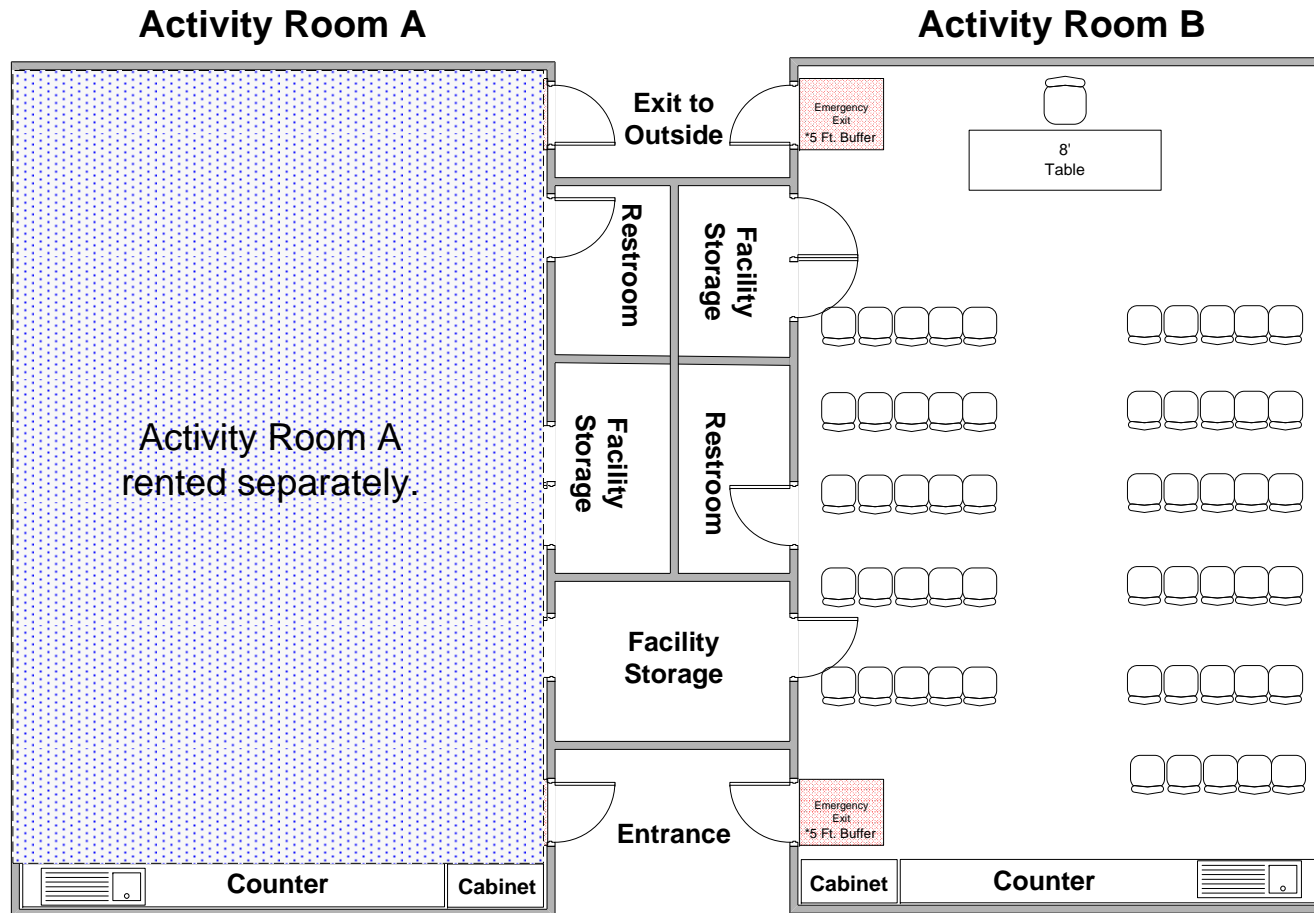 Activity Room A
Activity Room B
Exit to
Outside
Emergency
Exit
*5 Ft. Buffer
8'
Table
Restroom
Facility
Storage
Activity Room A
rented separately.
Facility
Storage
Restroom
Facility
Storage
Entrance
Emergency
Exit
*5 Ft. Buffer
Counter
Cabinet
Cabinet
Counter